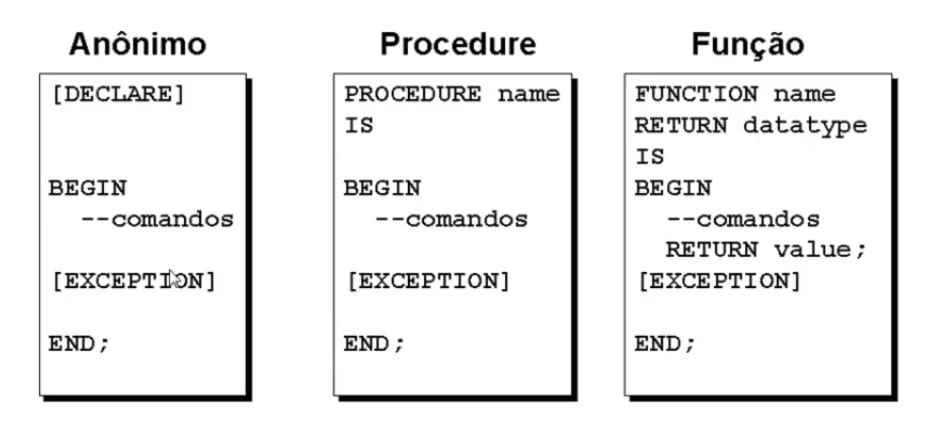 Anônimo
[DECLARE]
BEGIN
--comandos
[EXCEPTION]
END;
Procedure
PROCEDURE name
IS
BEGIN
--comandos
[EXCEPTION]
END;
Função
FUNCTION name
RETURN datatype
IS
BEGIN
--comandos
RETURN value;
[EXCEPTION]
END;